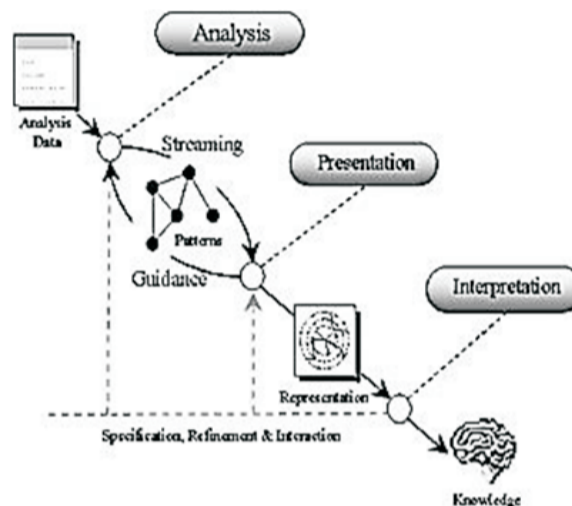 Analysis
Analysis
Data
Streaming
Presentation
Patterns
Guidance
Interpretation
Representation
Specification, Refinement & Interaction
Knowledge